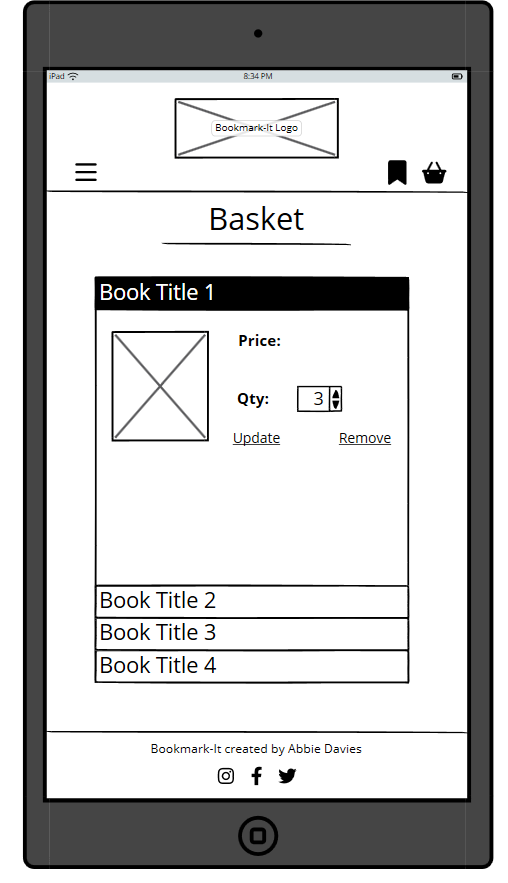 iPad 8:34 PM
Bookmark-It Logo
Basket
Book Title 1
Price:
Qty: 3
Update Remove
Book Title 2
Book Title 3
Book Title 4
Bookmark-It created by Abbie Davies